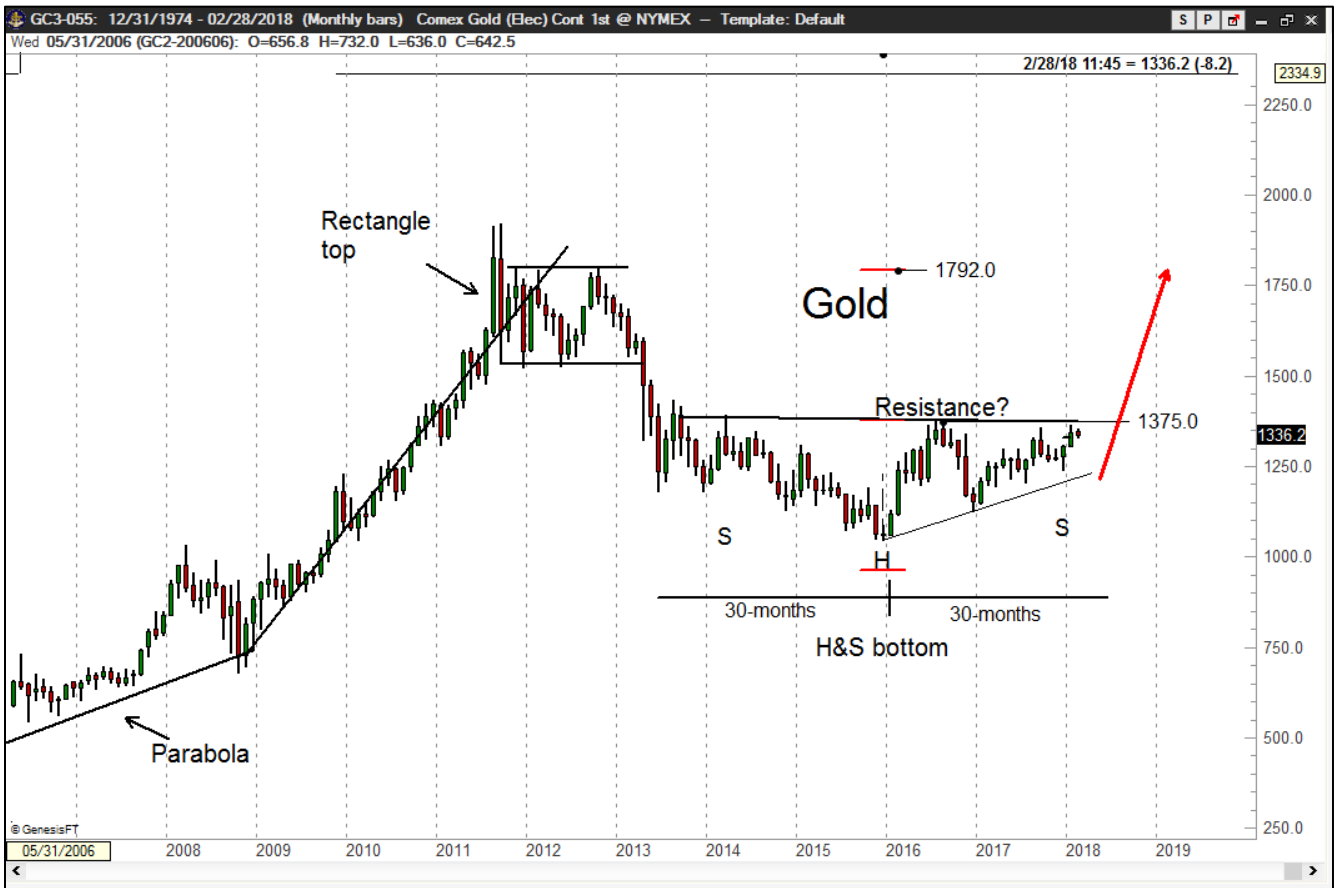 GC3-055: 12/31/1974 - 02/28/2018 (Monthly bars) Comex Gold (Elec) Cont 1st @ NYMEX — Template: Default
S P
Wed 05/31/2006 (GC2-200606): O=656.8 H=732.0 L=636.0 C=642.5
2/28/18 11:45 = 1336.2 (-8.2)
2334.9
2250.0
2000.0
Rectangle
top
1792.0
1750.0
Gold
1500.0
Resistance?
1375.0
1336.2
1250.0
S
S
1000.0
H
30-months
30-months
H&S bottom
750.0
Parabola
500.0
250.0
© GenesisFT
05/31/2006 2008 2009 2010 2011 2012 2013 2014 2015 2016 2017 2018 2019